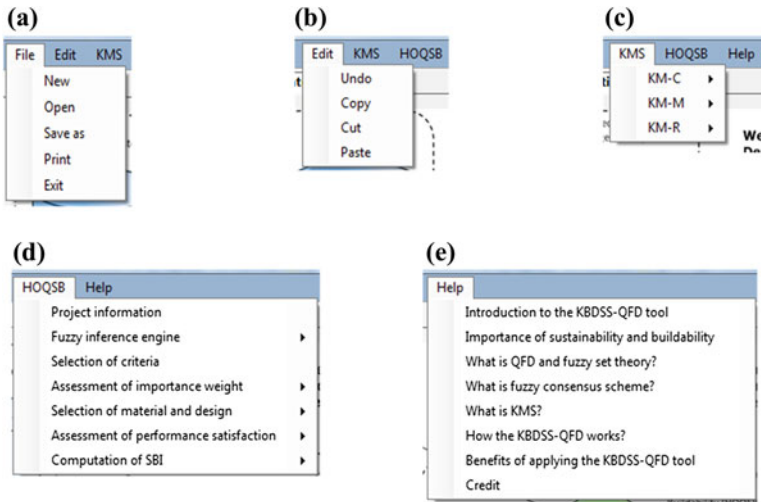 (a)
File Edit KMS
New
Open
Save as
Print
Exit
(b)
Edit KMS HOQSB
Undo
Copy
Cut
Paste
(c)
KMS HOQSB Help
KM-C
KM-M
KM-R
We
(d)
HOQSB Help
Project information
Fuzzy inference engine
Selection of criteria
Assessment of importance weight
Selection of material and design
Assessment of performance satisfaction
Computation of SBI
(e)
Help
Introduction to the KBDSS-QFD tool
Importance of sustainability and buildability
What is QFD and fuzzy set theory?
What is fuzzy consensus scheme?
What is KMS?
How the KBDSS-QFD works?
Benefits of applying the KBDSS-QFD tool
Credit